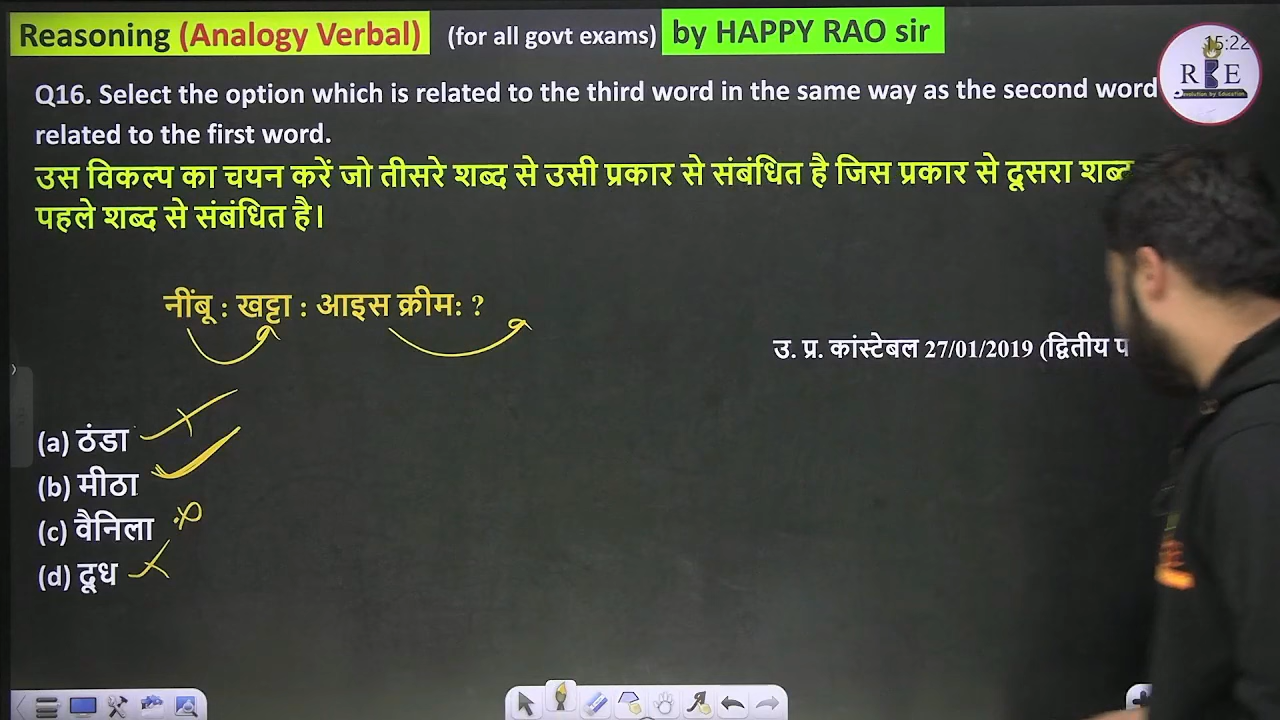 Reasoning (Analogy Verbal) (for all govt exams) by HAPPY RAO sir
15:22
R E
Q16. Select the option which is related to the third word in the same way as the second word
related to the first word.
उस विकल्प का चयन करें जो तीसरे शब्द से उसी प्रकार से संबंधित है जिस प्रकार से दूसरा शब्द
पहले शब्द से संबंधित है।
नींबू : खट्टा : आइस क्रीम: ?
उ. प्र. कांस्टेबल 27/01/2019 (द्वितीय
(a) ठंडा
(b) मीठा
(c) वैनिला
(d) दूध